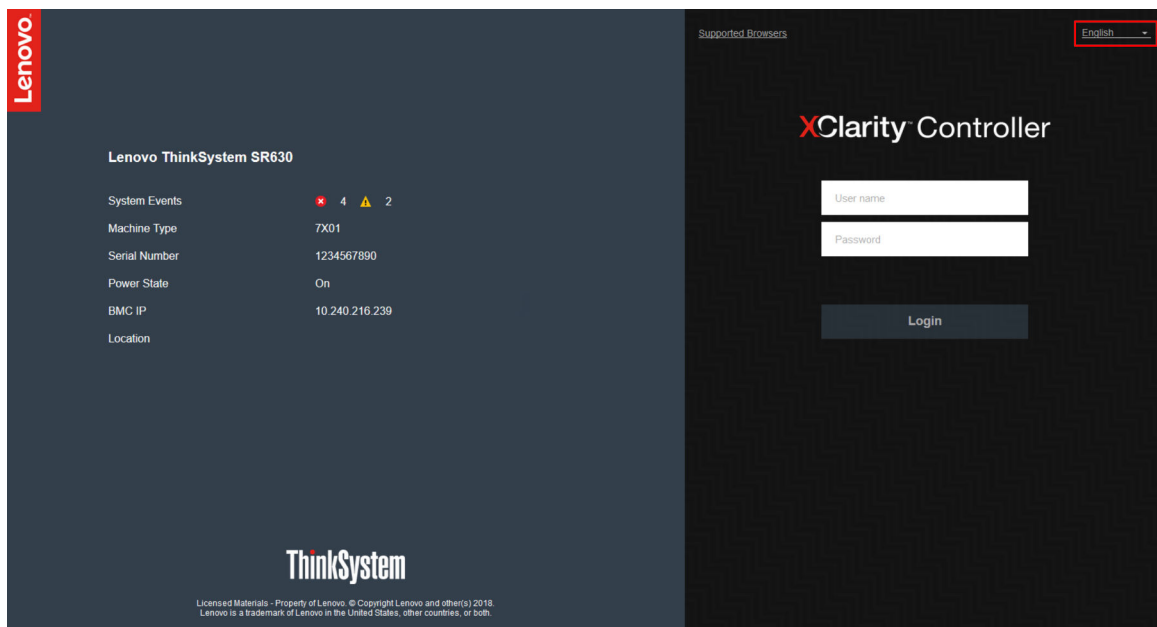 Lenovo.
Supported Browsers
English
XClarity™ Controller
Lenovo ThinkSystem SR630
System Events 4 2
Machine Type 7X01
Serial Number 1234567890
Power State On
BMC IP 10.240.216.239
Location
User name
Password
Login
ThinkSystem
Licensed Materials - Property of Lenovo. © Copyright Lenovo and other(s) 2018.
Lenovo is a trademark of Lenovo in the United States, other countries, or both.